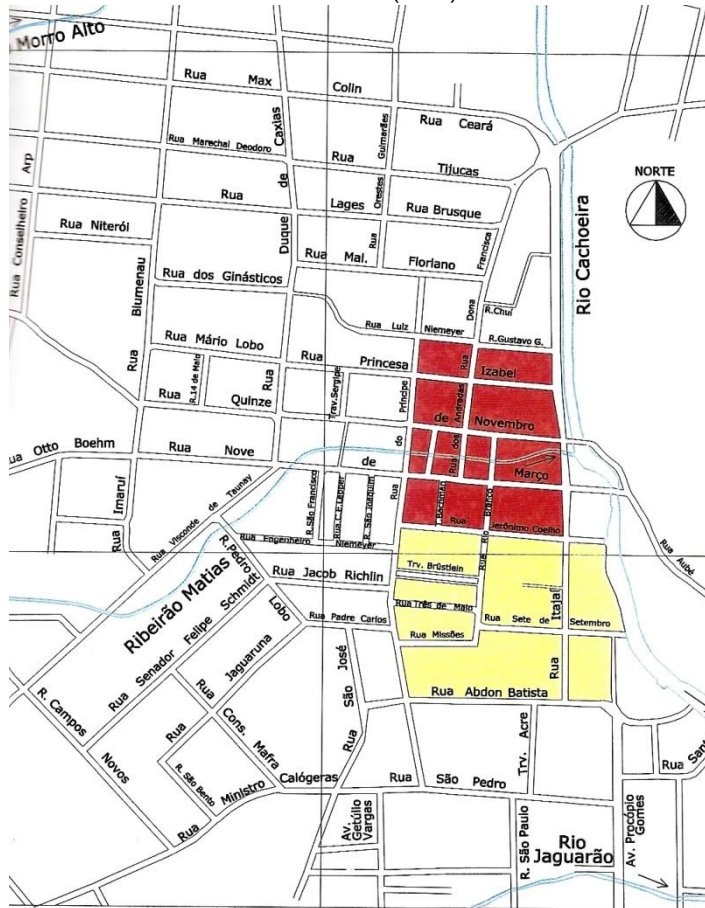 Morro Alto
Rua Max Colin
Rua Ceará
Rua Marechal Deodoro
Caxias
Guimarães
Rua Tijucas
NORTE
Rua Conselheiro Arp
de
Rua Lages
Orestes
Rua Brusque
Rio Cachoeira
Rua Niterói
Duque
Rua Mal. Floriano
Rua
Francisca
Blumenau
Rua dos Ginásticos
Dona
R.Chuí
Rua Luiz Niemeyer
R.Gustavo G.
Rua Mário Lobo
Rua Princesa Izabel
Rua
Rua
R.14 de Maio
Rua
Trav.Sergipe
Príncipe
Andradas
Rua Quinze de Novembro
Rua Otto Boehm
Rua Nove de Março
do
Rua dos
Imaruí
Rua
Rua Visconde de Taunay
R.São Francisco
Rua C.E.Lapper
R.São Joaquim
Rua
Branco
Rua Jerônimo Coelho
Rua Aubé
Rua Engenheiro Niemeyer
R.Pedro Lobo
Rua Rio
Trv. Brüstlein
Ribeirão Matias
Rua Jacob Richlin
Rua Senador Felipe Schmidt
Rua Três de Maio
Itajaí
Rua Padre Carlos
Rua Sete de Setembro
Rua Missões
Rua Jaguaruna
São José
Rua
Rua Abdon Batista
R. Campos Novos
Rua Cons. Mafra
Rua
Trv. Acre
R. São Bento
Rua Ministro Calógeras
Rua São Pedro
Rua
Av. Getúlio Vargas
R. São Paulo
Rio Jaguarão
Av. Procópio Gomes